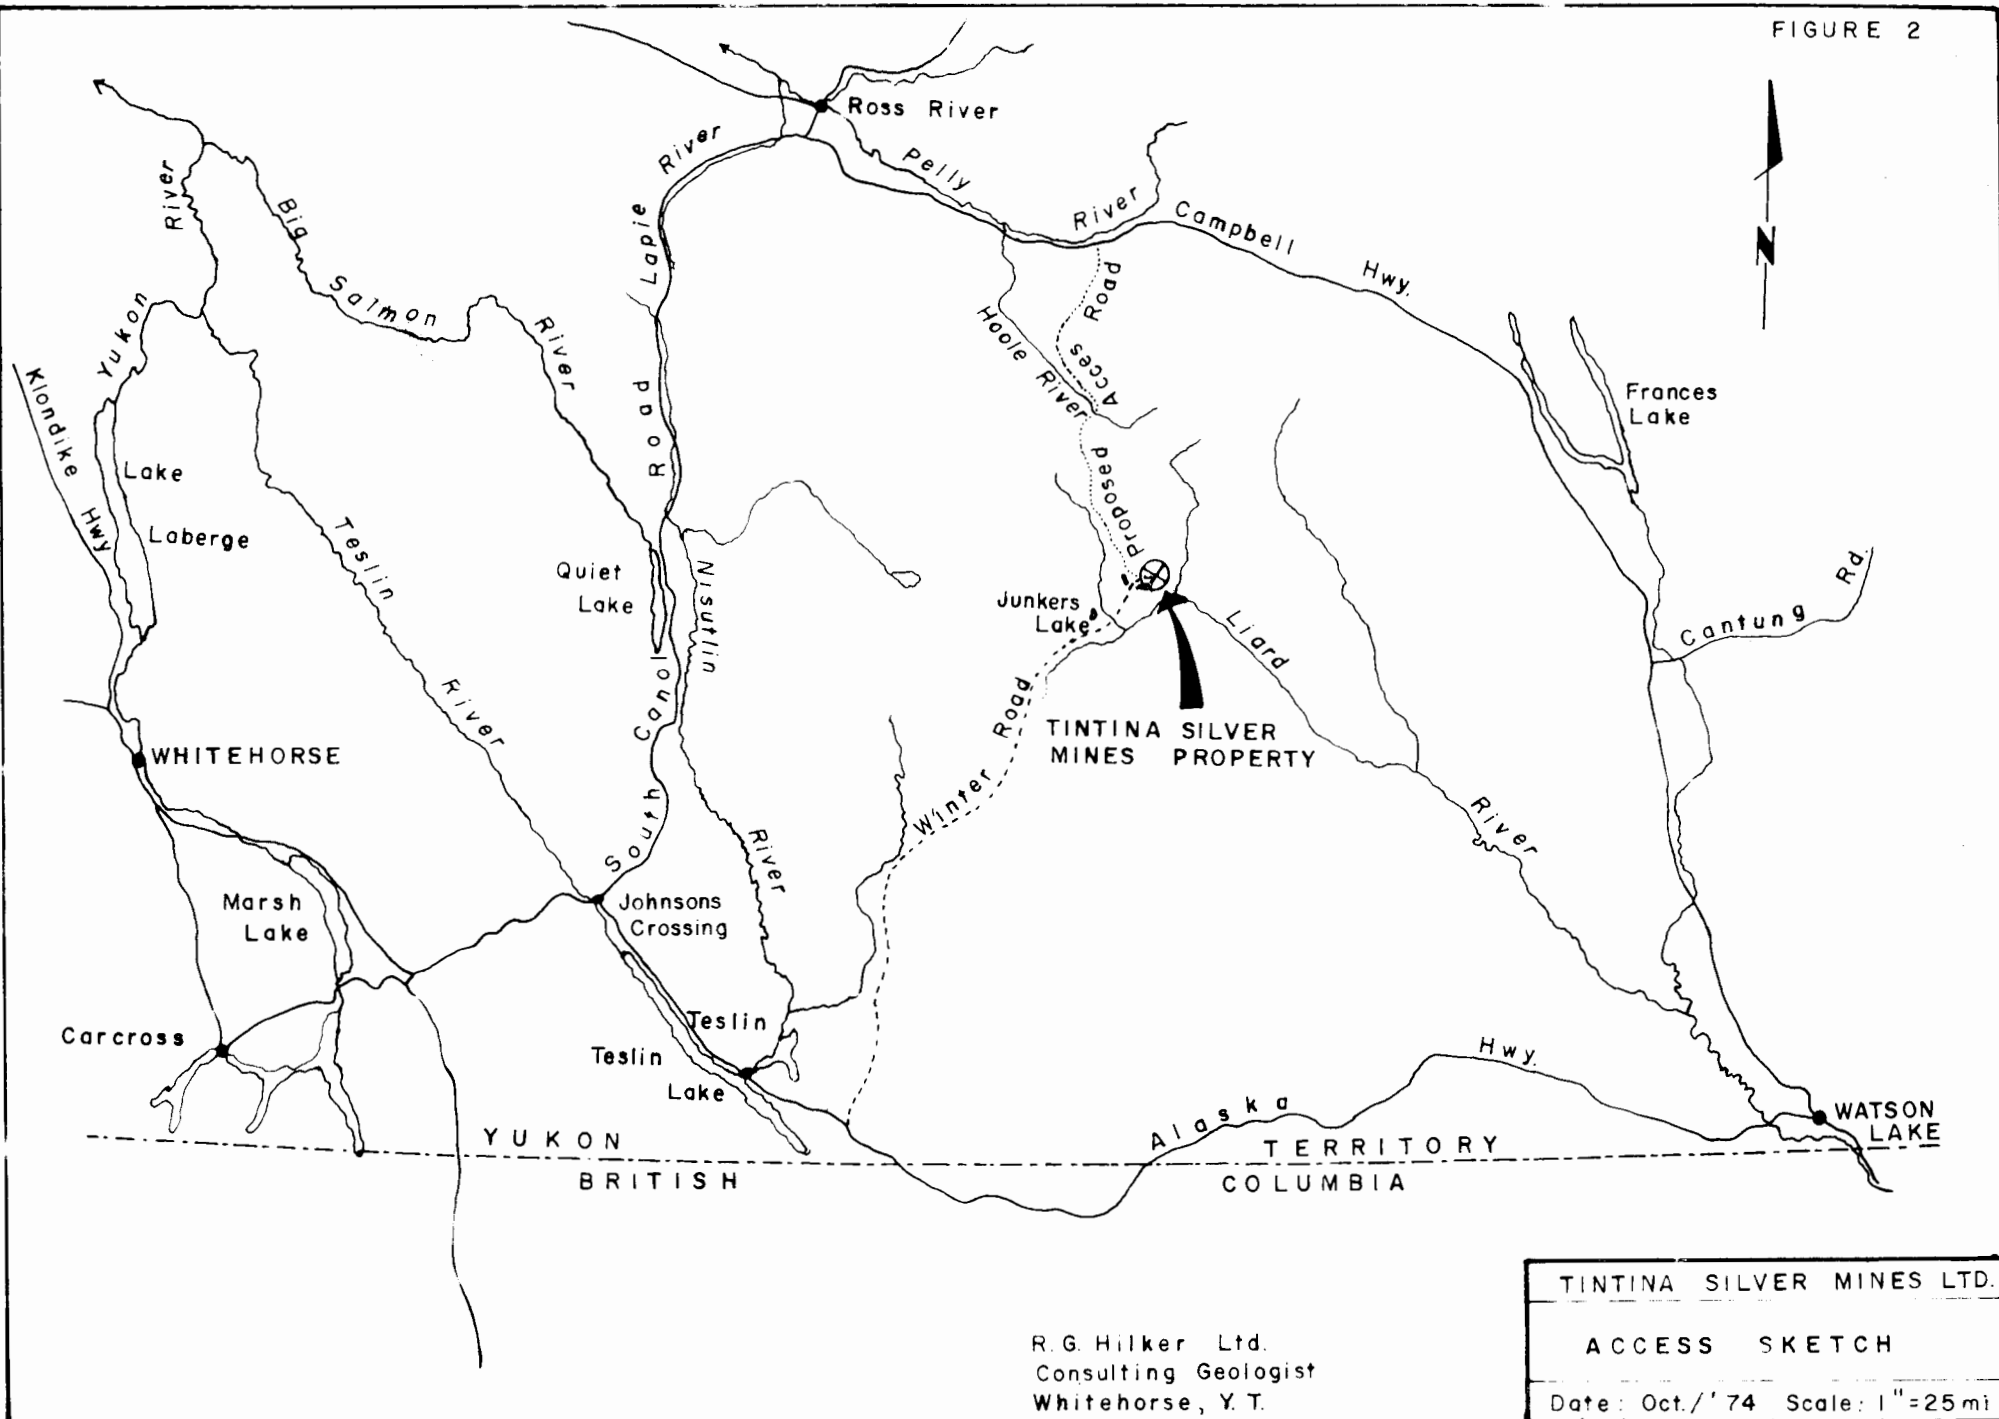 FIGURE 2
Ross River
Lapie River
Pelly River
Campbell Hwy.
River
Big Salmon River
Yukon
Klondike Hwy
Lake
Laberge
Hoole River
Proposed Acces Road
Frances
Lake
South Canol Road
Teslin River
Quiet
Lake
Nisutlin River
Junkers
Lake
Liard River
Cantung Rd.
TINTINA SILVER
MINES PROPERTY
Winter Road
WHITEHORSE
Marsh
Lake
Johnsons
Crossing
Carcross
Teslin
Teslin
Lake
Alaska Hwy.
WATSON
LAKE
YUKON TERRITORY
BRITISH COLUMBIA
N
R.G. Hilker Ltd.
Consulting Geologist
Whitehorse, Y.T.
TINTINA SILVER MINES LTD.
ACCESS SKETCH
Date: Oct./'74 Scale: 1"=25mi